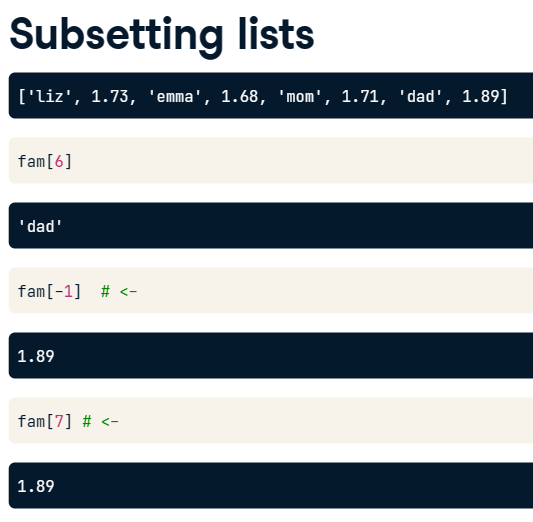 Subsetting lists
['liz', 1.73, 'emma', 1.68, 'mom', 1.71, 'dad', 1.89]
fam[6]
'dad'
fam[-1]  # <-
1.89
fam[7] # <-
1.89